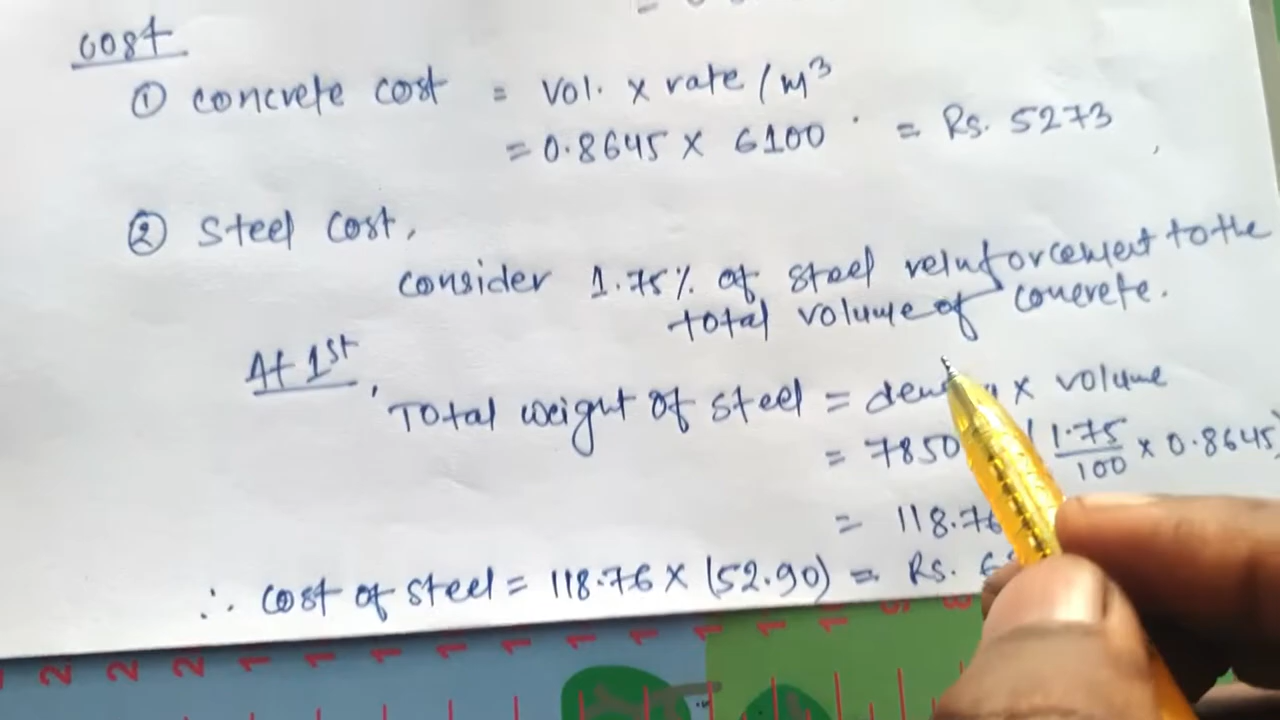 cost
① concrete cost = vol. x rate / m³
= 0.8645 x 6100 = Rs. 5273
② Steel cost,
consider 1.75% of steel reinforcement to the
total volume of concrete.
At 1st,
Total weight of steel = x volume
= 7850 1.75/100 x 0.8645)
= 118.76
∴ cost of steel = 118.76 x (52.90) = Rs.